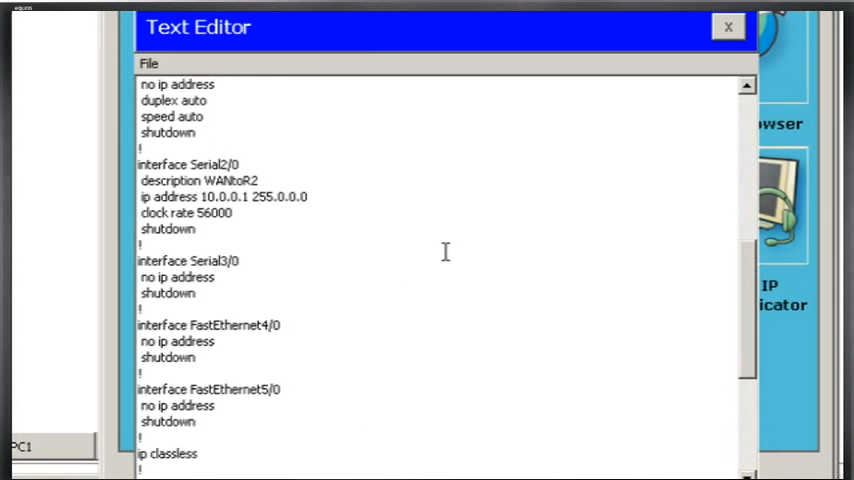 equos
Text Editor
x
File
no ip address
duplex auto
speed auto
shutdown
!
interface Serial2/0
description WANtoR2
ip address 10.0.0.1 255.0.0.0
clock rate 56000
shutdown
!
interface Serial3/0
no ip address
shutdown
!
interface FastEthernet4/0
no ip address
shutdown
!
interface FastEthernet5/0
no ip address
shutdown
!
ip classless
!
owser
IP
icator
PC1